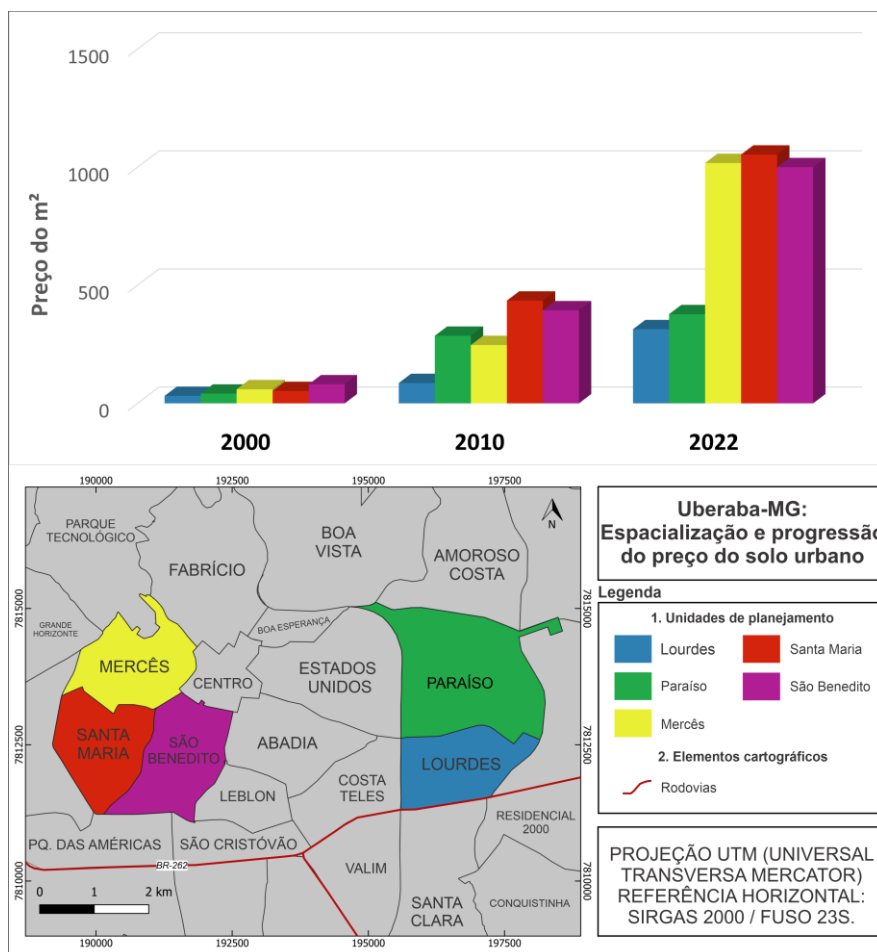 1500
1000
500
0
Preço do m²
2000
2010
2022
190000
192500
195000
197500
7815000
7812500
7810000
7815000
7812500
7810000
N
PARQUE
TECNOLÓGICO
FABRÍCIO
BOA
VISTA
AMOROSO
COSTA
GRANDE
HORIZONTE
BOA ESPERANÇA
MERCÊS
CENTRO
ESTADOS
UNIDOS
PARAÍSO
SANTA
MARIA
SÃO
BENEDITO
ABADIA
LOURDES
LEBLON
COSTA
TELES
RESIDENCIAL
2000
PQ. DAS AMÉRICAS
SÃO CRISTÓVÃO
BR-262
VALIM
SANTA
CLARA
CONQUISTINHA
0 1 2 km
190000
192500
195000
197500
Uberaba-MG:
Espacialização e progressão
do preço do solo urbano
Legenda
1. Unidades de planejamento
Lourdes
Santa Maria
Paraíso
São Benedito
Mercês
2. Elementos cartográficos
Rodovias
PROJEÇÃO UTM (UNIVERSAL
TRANSVERSA MERCATOR)
REFERÊNCIA HORIZONTAL:
SIRGAS 2000 / FUSO 23S.